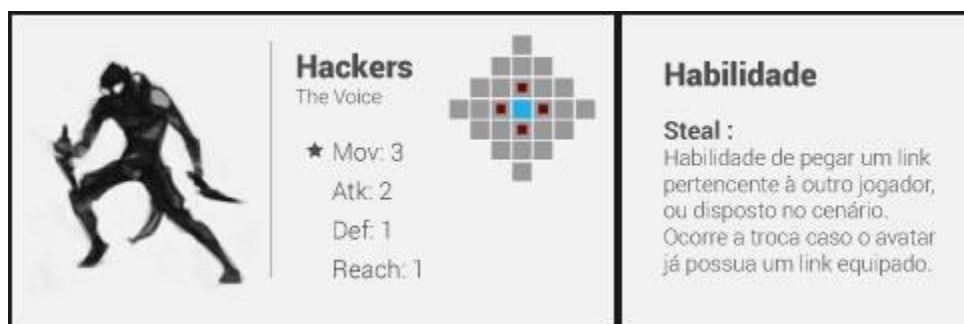 Hackers
The Voice
★ Mov: 3
Atk: 2
Def: 1
Reach: 1
Habilidade
Steal :
Habilidade de pegar um link
pertencente à outro jogador,
ou disposto no cenário.
Ocorre a troca caso o avatar
já possua um link equipado.